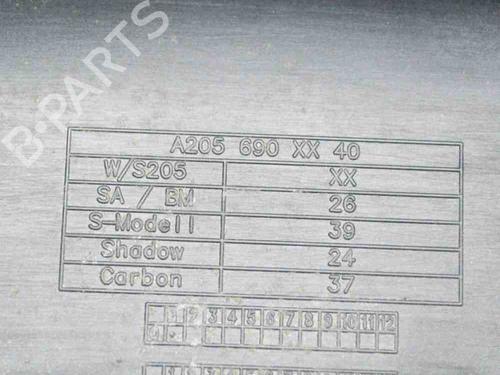 B-PARTS
A205 690 XX 40
W/S205 XX
SA / BM 26
S-Modell 39
Shadow 24
Carbon 37
1 2 3 4 5 6 7 8 9 10 11 12